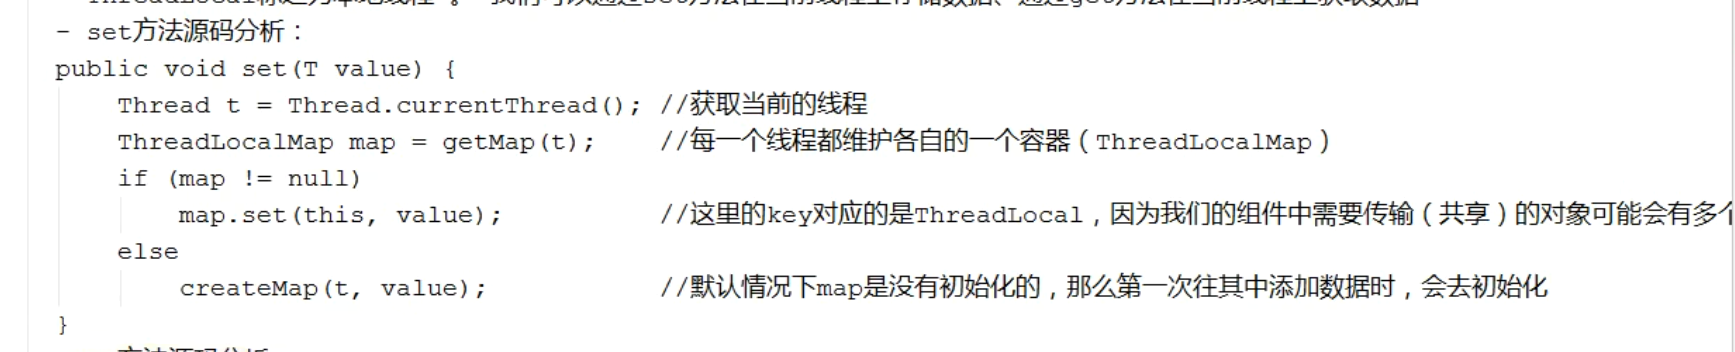 - set方法源码分析：
public void set(T value) {
Thread t = Thread.currentThread(); //获取当前的线程
ThreadLocalMap map = getMap(t); //每一个线程都维护各自的一个容器（ThreadLocalMap）
if (map != null)
map.set(this, value); //这里的key对应的是ThreadLocal，因为我们的组件中需要传输（共享）的对象可能会有多个
else
createMap(t, value); //默认情况下map是没有初始化的，那么第一次往其中添加数据时，会去初始化
}